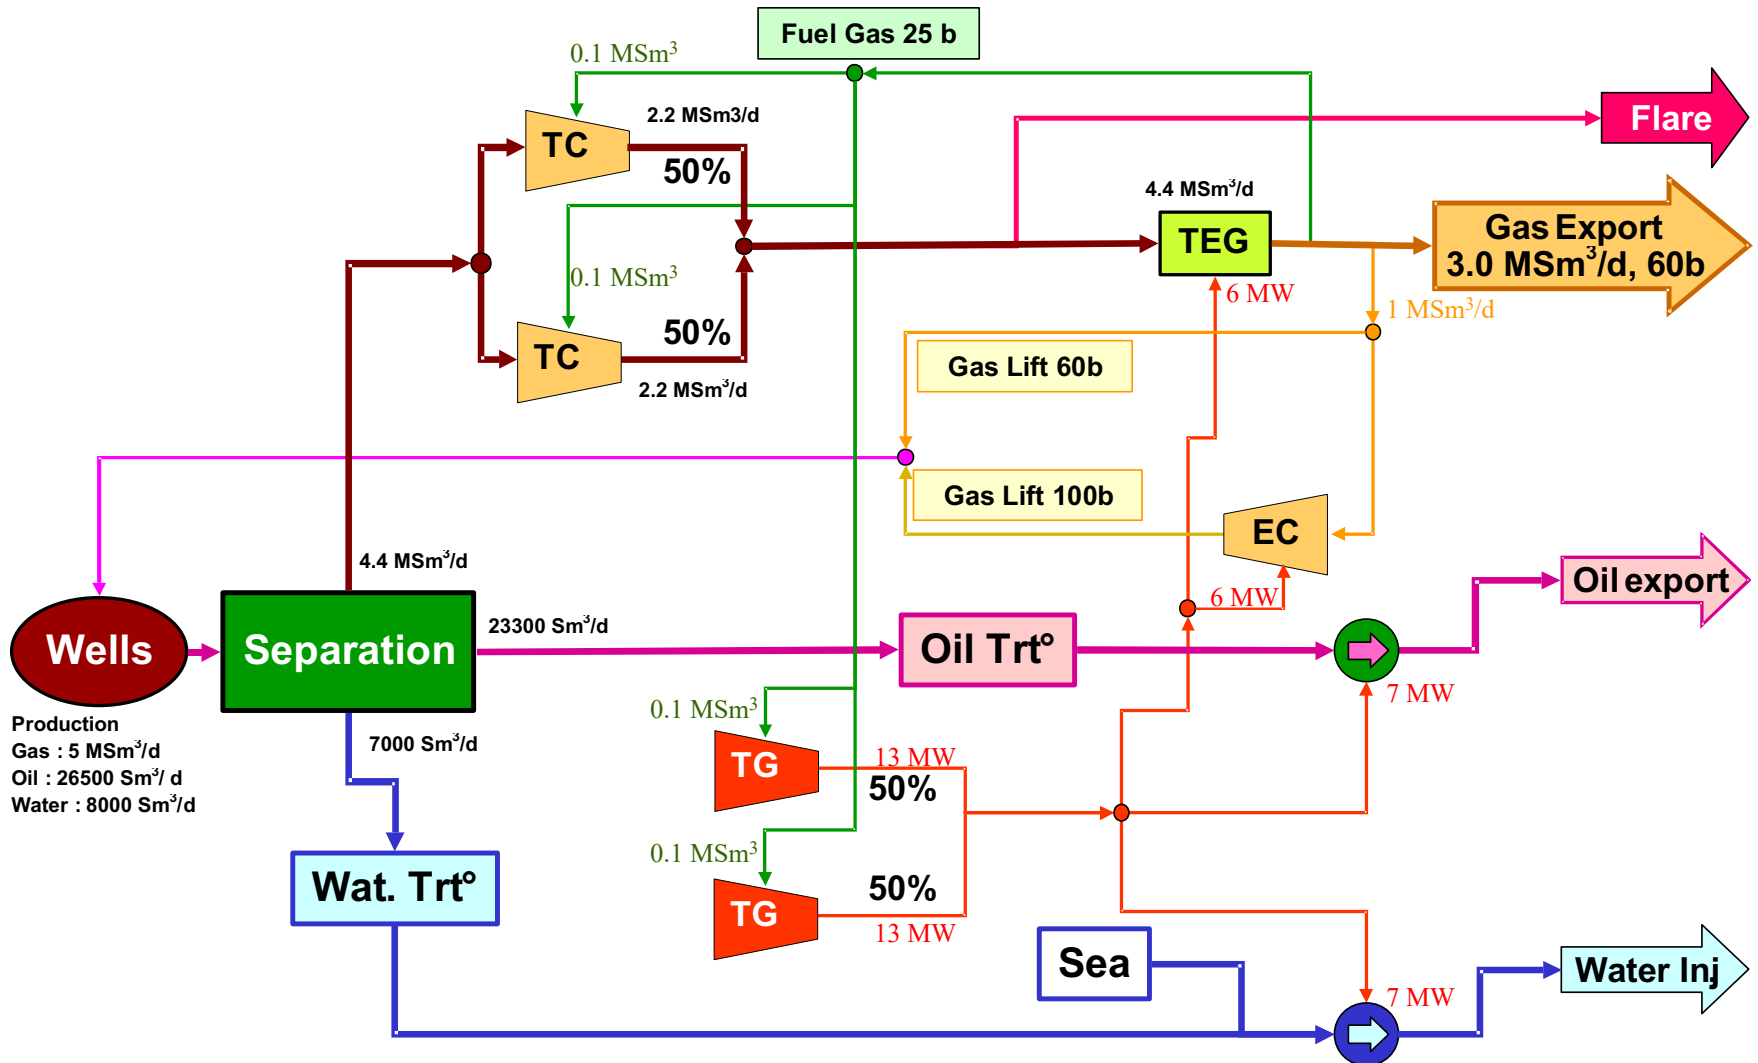 Fuel Gas 25 b
0.1 MSm³
2.2 MSm3/d
TC
50%
Flare
4.4 MSm³/d
TEG
Gas Export
3.0 MSm³/d, 60b
0.1 MSm³
6 MW
1 MSm³/d
50%
TC
2.2 MSm³/d
Gas Lift 60b
Gas Lift 100b
EC
4.4 MSm³/d
6 MW
Oil export
Wells
Separation
23300 Sm³/d
Oil Trt°
7 MW
Production
Gas : 5 MSm³/d
Oil : 26500 Sm³/ d
Water : 8000 Sm³/d
7000 Sm³/d
0.1 MSm³
TG
13 MW
50%
0.1 MSm³
Wat. Trt°
TG
50%
13 MW
Sea
7 MW
Water Inj